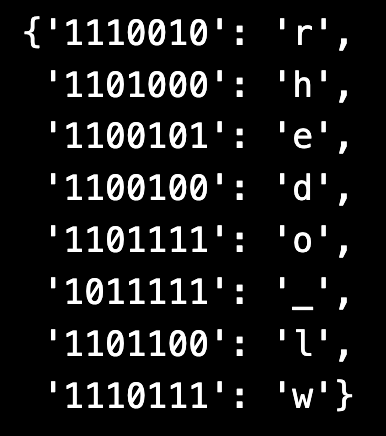 {'1110010': 'r',
'1101000': 'h',
'1100101': 'e',
'1100100': 'd',
'1101111': 'o',
'1011111': '_',
'1101100': 'l',
'1110111': 'w'}